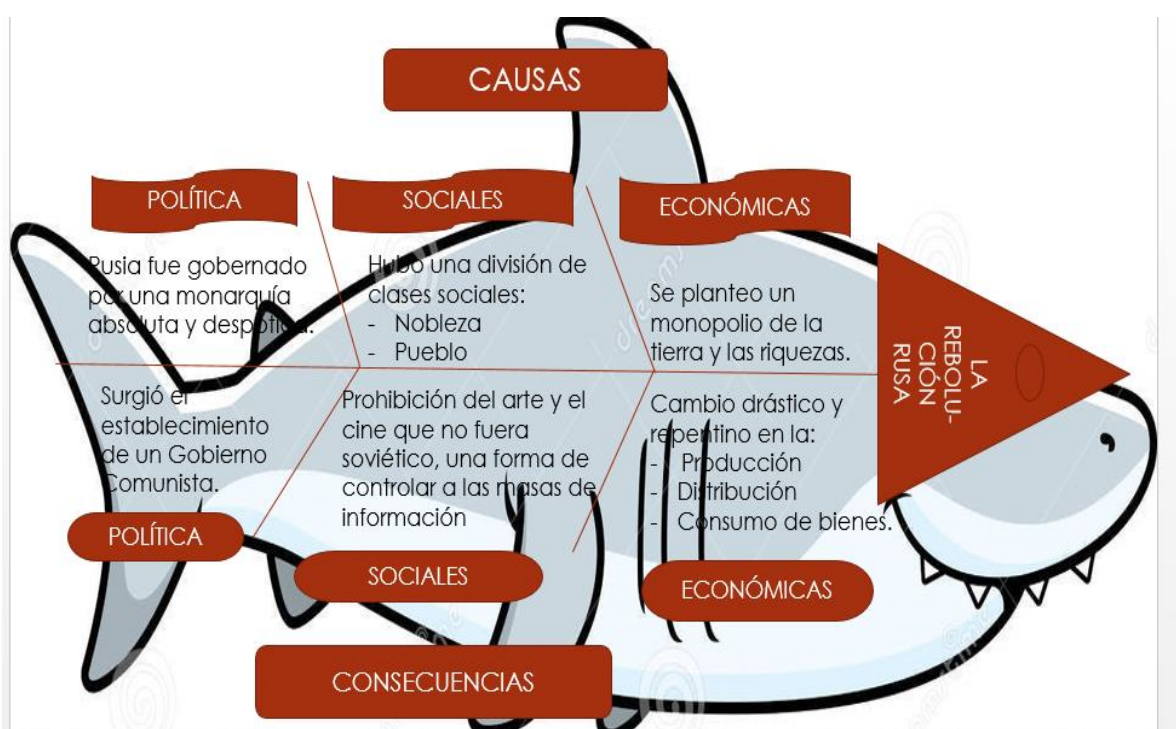 CAUSAS
POLÍTICA
SOCIALES
ECONÓMICAS
Rusia fue gobernado
por una monarquía
absoluta y despótica.
Hubo una división de
clases sociales:
- Nobleza
- Pueblo
Se planteo un
monopolio de la
tierra y las riquezas.
LA
REBOLU-
CIÓN
RUSA
Surgió el
establecimiento
de un Gobierno
Comunista.
Prohibición del arte y el
cine que no fuera
soviético, una forma de
controlar a las masas de
información
Cambio drástico y
repentino en la:
- Producción
- Distribución
- Consumo de bienes.
POLÍTICA
SOCIALES
ECONÓMICAS
CONSECUENCIAS